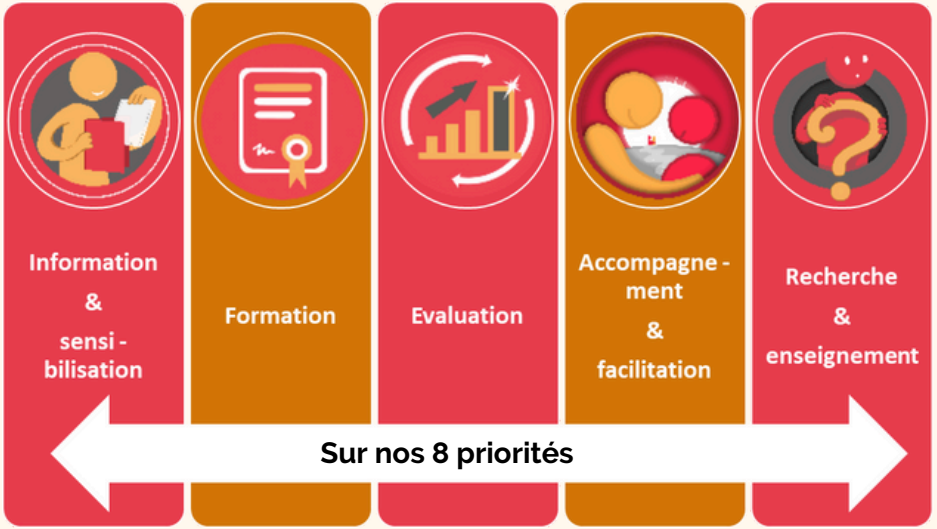 Information
&
sensi -
bilisation
Formation
Evaluation
Accompagne -
ment
&
facilitation
Recherche
&
enseignement
Sur nos 8 priorités